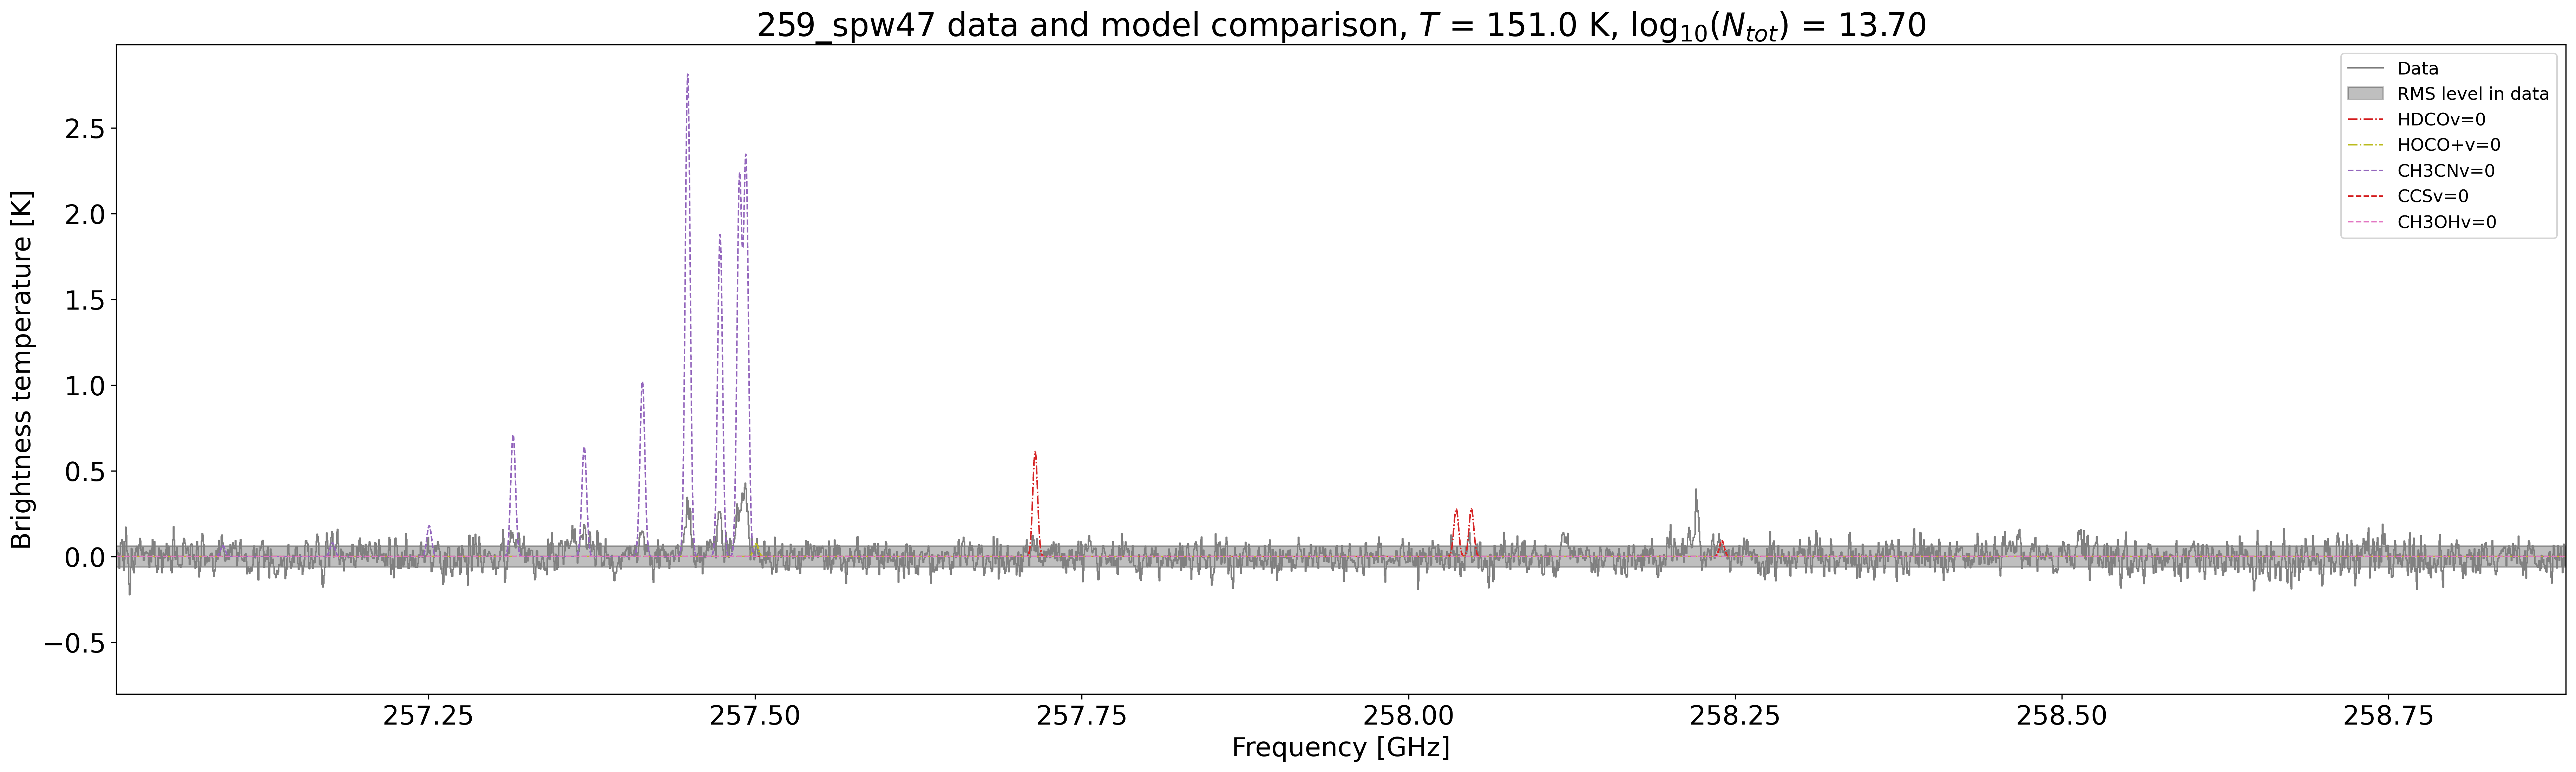 259_spw47 data and model comparison, T = 151.0 K, log₁₀(N_tot) = 13.70
Data
RMS level in data
HDCOv=0
HOCO+v=0
CH3CNv=0
CCSv=0
CH3OHv=0
Brightness temperature [K]
2.5
2.0
1.5
1.0
0.5
0.0
−0.5
257.25 257.50 257.75 258.00 258.25 258.50 258.75
Frequency [GHz]